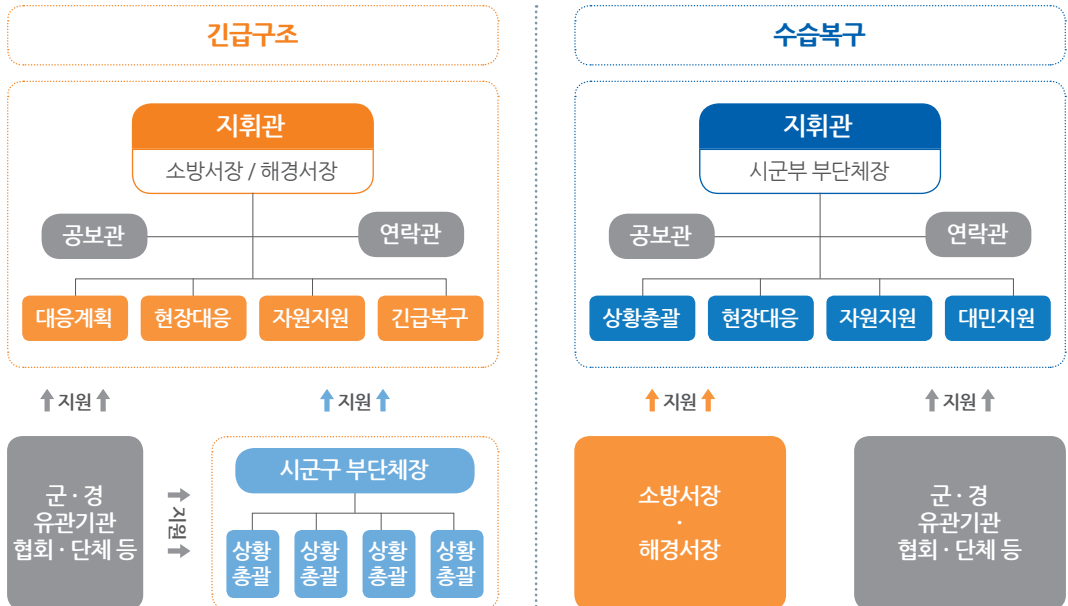 긴급구조
지휘관
소방서장 / 해경서장
공보관
연락관
대응계획
현장대응
자원지원
긴급복구
지원
지원
군 · 경
유관기관
협회 · 단체 등
지원
시군구 부단체장
상황
총괄
상황
총괄
상황
총괄
상황
총괄
수습복구
지휘관
시군부 부단체장
공보관
연락관
상황총괄
현장대응
자원지원
대민지원
지원
지원
소방서장
·
해경서장
군 · 경
유관기관
협회 · 단체 등